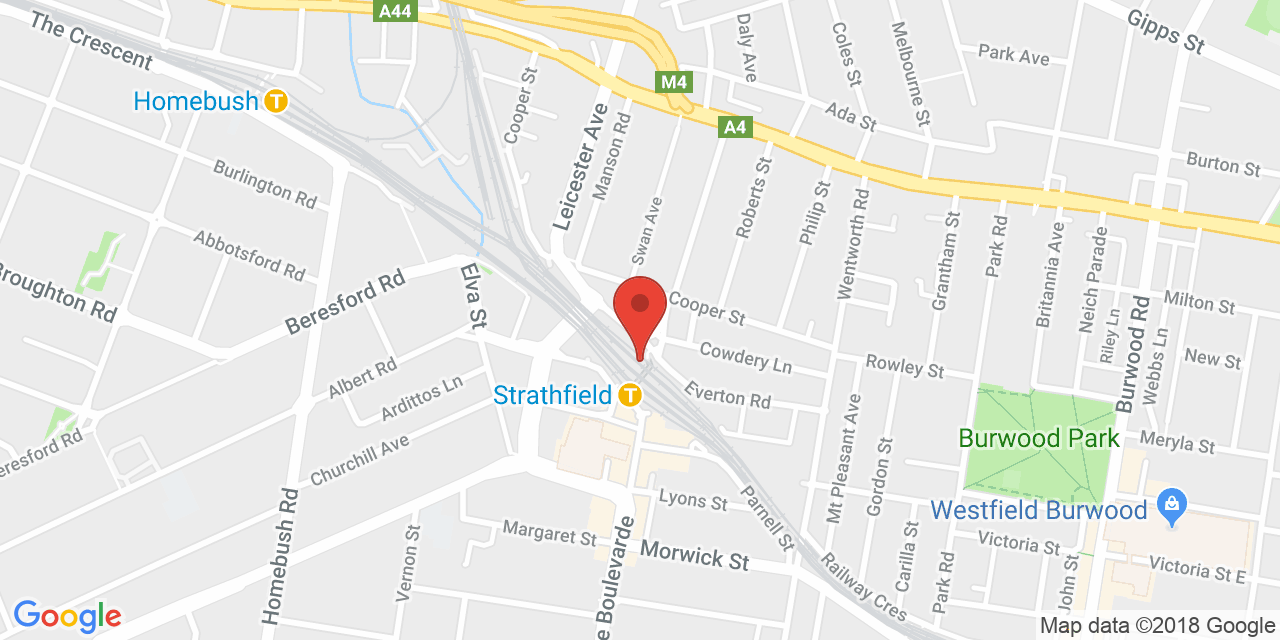 The Crescent
A44
M4
A4
Daly Ave
Coles St
Melbourne St
Park Ave
Gipps St
Homebush
T
Cooper St
Leicester Ave
Manson Rd
Ada St
Burton St
Burlington Rd
Abbotsford Rd
Swan Ave
Roberts St
Philip St
Wentworth Rd
Grantham St
Park Rd
Britannia Ave
Neich Parade
Riley Ln
Burwood Rd
Webbs Ln
Milton St
New St
Broughton Rd
Beresford Rd
Elva St
Cooper St
Cowdery Ln
Rowley St
Albert Rd
Ardittos Ln
Strathfield
T
Everton Rd
Churchill Ave
Beresford Rd
Mt Pleasant Ave
Gordon St
Burwood Park
Meryla St
Westfield Burwood
Homebush Rd
Lyons St
Parnell St
Margaret St
Morwick St
Vernon St
e Boulevarde
Railway Cres
Carilla St
Park Rd
Victoria St
John St
Victoria St E
Google
Map data ©2018 Google